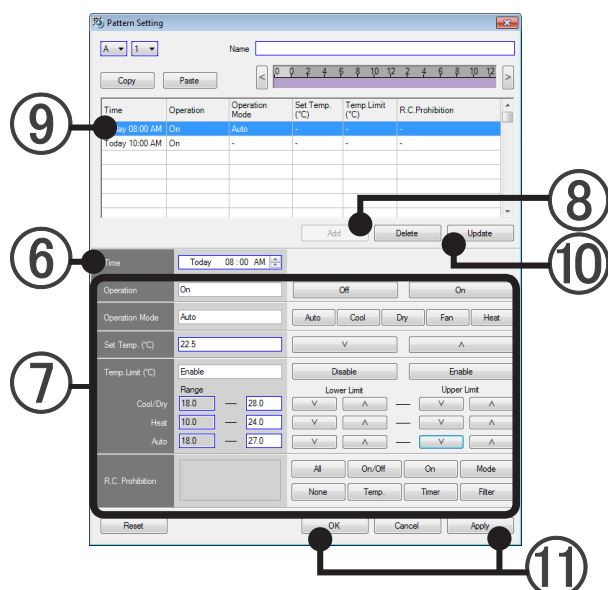 Pattern Setting
A 1 Name
Copy Paste < 0 0 2 4 6 8 10 12 2 4 6 8 10 12 >
Time Operation Operation Mode Set Temp. (°C) Temp.Limit (°C) R.C.Prohibition
⑨ day 08:00 AM On Auto - - -
Today 10:00 AM On - - - -
⑧
Add Delete Update
⑩
⑥ Time Today 08:00 AM
⑦
Operation On Off On
Operation Mode Auto Auto Cool Dry Fan Heat
Set Temp. (°C) 22.5 ∨ ∧
Temp.Limit (°C) Enable Disable Enable
Range Lower Limit Upper Limit
Cool/Dry 18.0 — 28.0 ∨ ∧ — ∨ ∧
Heat 10.0 — 24.0 ∨ ∧ — ∨ ∧
Auto 18.0 — 27.0 ∨ ∧ — ∨ ∧
R.C. Prohibition All On/Off On Mode
None Temp. Timer Filter
Reset OK Cancel Apply
⑪